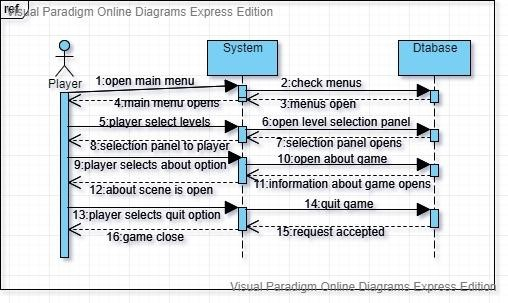 ref
Visual Paradigm Online Diagrams Express Edition
System
Dtabase
Player
1:open main menu
2:check menus
4:main menu opens
3:menus open
5:player select levels
6:open level selection panel
8:selection panel to player
7:selection panel opens
9:player selects about option
10:open about game
12:about scene is open
11:information about game opens
13:player selects quit option
14:quit game
16:game close
15:request accepted
Visual Paradigm Online Diagrams Express Edition